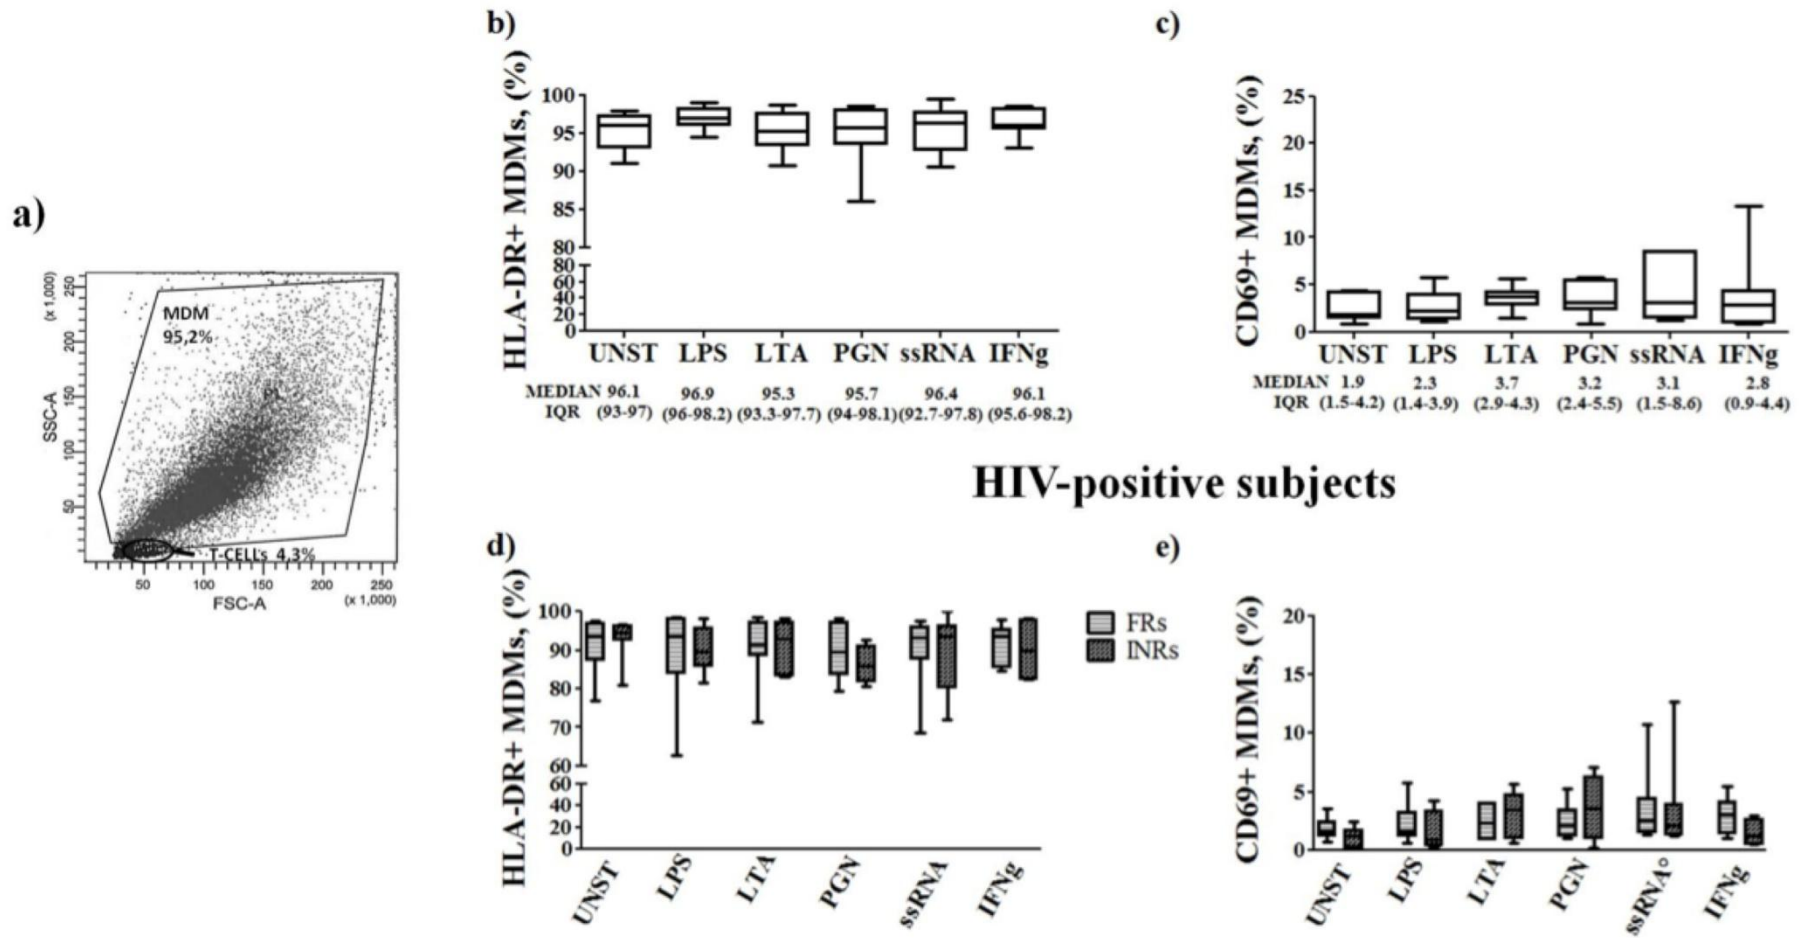 a)
(x 1,000)
250
200
150
100
50
SSC-A
MDM
95,2%
P1
T-CELLs 4,3%
50 100 150 200 250
FSC-A (x 1,000)
b)
HLA-DR+ MDMs, (%)
100
95
90
85
80
80
60
40
20
0
UNST LPS LTA PGN ssRNA IFNg
MEDIAN 96.1 96.9 95.3 95.7 96.4 96.1
IQR (93-97) (96-98.2) (93.3-97.7) (94-98.1) (92.7-97.8) (95.6-98.2)
c)
CD69+ MDMs, (%)
25
20
15
10
5
0
UNST LPS LTA PGN ssRNA IFNg
MEDIAN 1.9 2.3 3.7 3.2 3.1 2.8
IQR (1.5-4.2) (1.4-3.9) (2.9-4.3) (2.4-5.5) (1.5-8.6) (0.9-4.4)
HIV-positive subjects
d)
HLA-DR+ MDMs, (%)
100
90
80
70
60
60
40
20
0
UNST LPS LTA PGN ssRNA IFNg
FRs
INRs
e)
CD69+ MDMs, (%)
20
15
10
5
0
UNST LPS LTA PGN ssRNA° IFNg